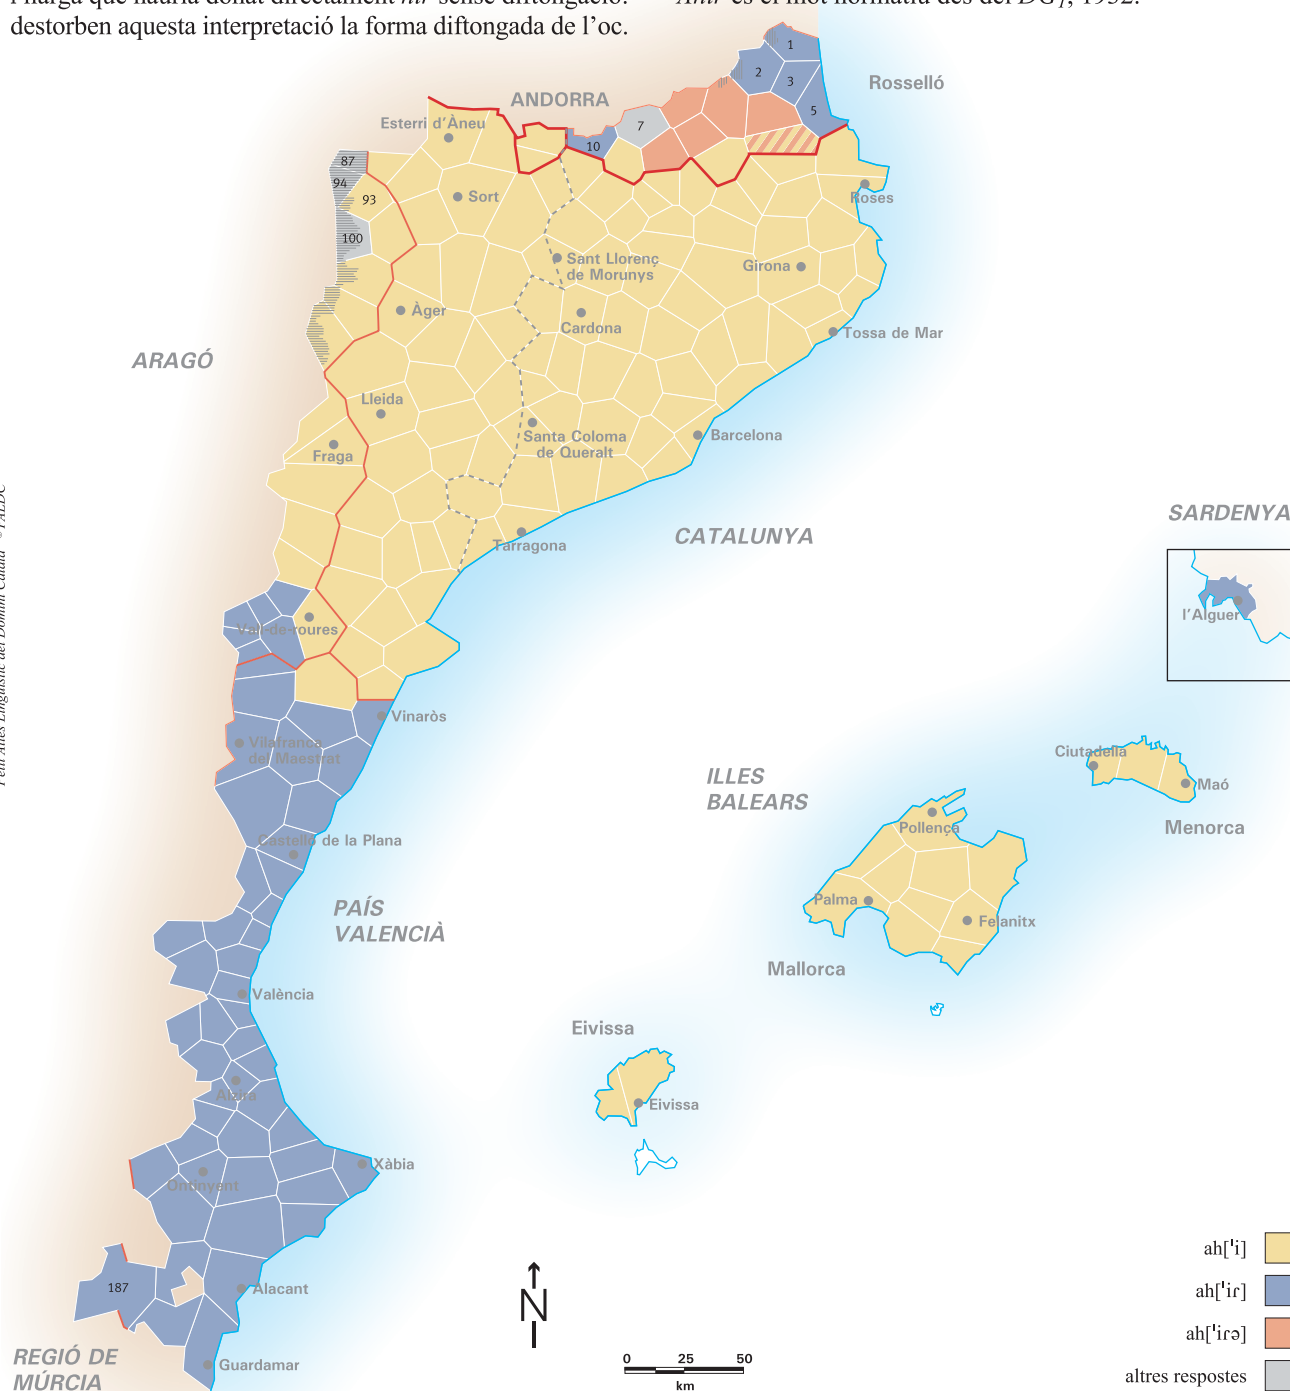 destorben aquesta interpretació la forma diftongada de l’oc.
ANDORRA
Rosselló
1
2
3
5
7
10
Esterri d’Àneu
87
94
93
100
Sort
Roses
Sant Llorenç
de Morunys
Girona
Àger
Cardona
Tossa de Mar
ARAGÓ
Lleida
Santa Coloma
de Queralt
Barcelona
Fraga
Tarragona
CATALUNYA
SARDENYA
l’Alguer
Vall-de-roures
Vinaròs
Vilafranca
del Maestrat
ILLES
BALEARS
Ciutadella
Maó
Menorca
Pollença
Castelló de la Plana
Palma
Felanitx
PAÍS
VALENCIÀ
Mallorca
València
Eivissa
Eivissa
Alzira
Xàbia
Ontinyent
187
Alacant
N
REGIÓ DE
MÚRCIA
Guardamar
0 25 50
km
ah[ˈi]
ah[ˈiɾ]
ah[ˈiɾə]
altres respostes